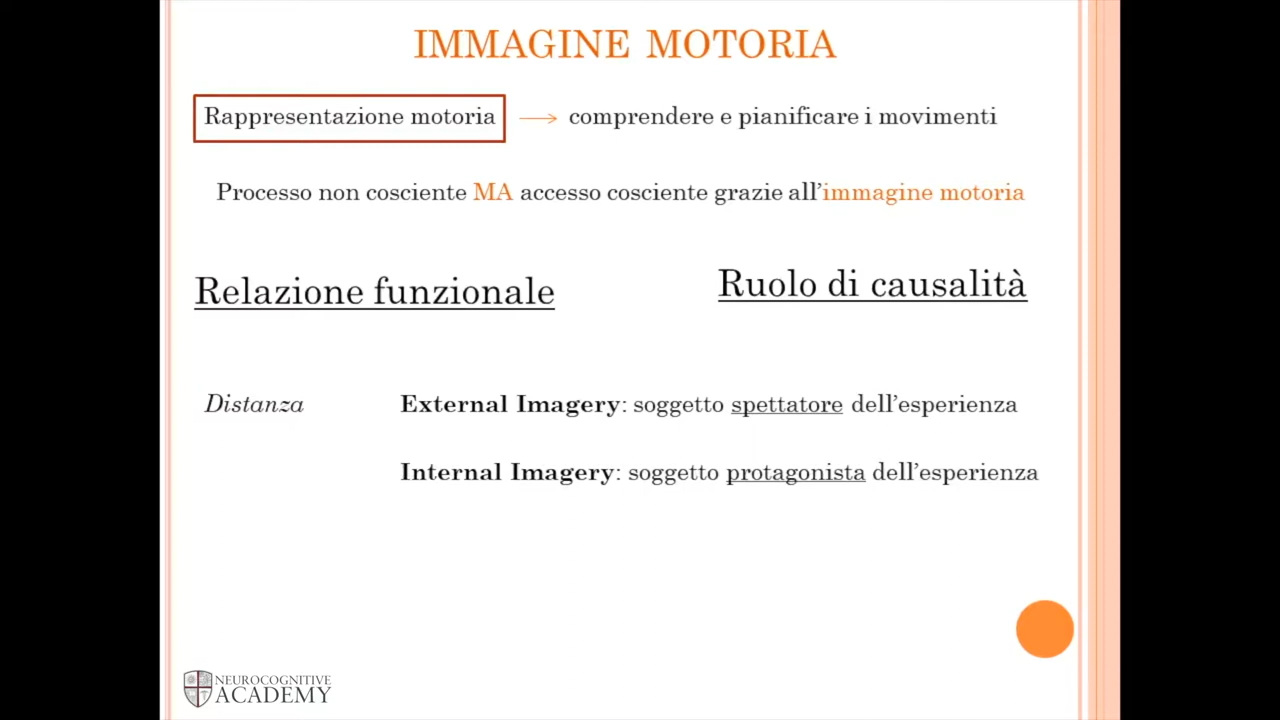 IMMAGINE MOTORIA
Rappresentazione motoria → comprendere e pianificare i movimenti
Processo non cosciente MA accesso cosciente grazie all'immagine motoria
Relazione funzionale
Ruolo di causalità
Distanza
External Imagery: soggetto spettatore dell'esperienza
Internal Imagery: soggetto protagonista dell'esperienza
NEUROCOGNITIVE
ACADEMY